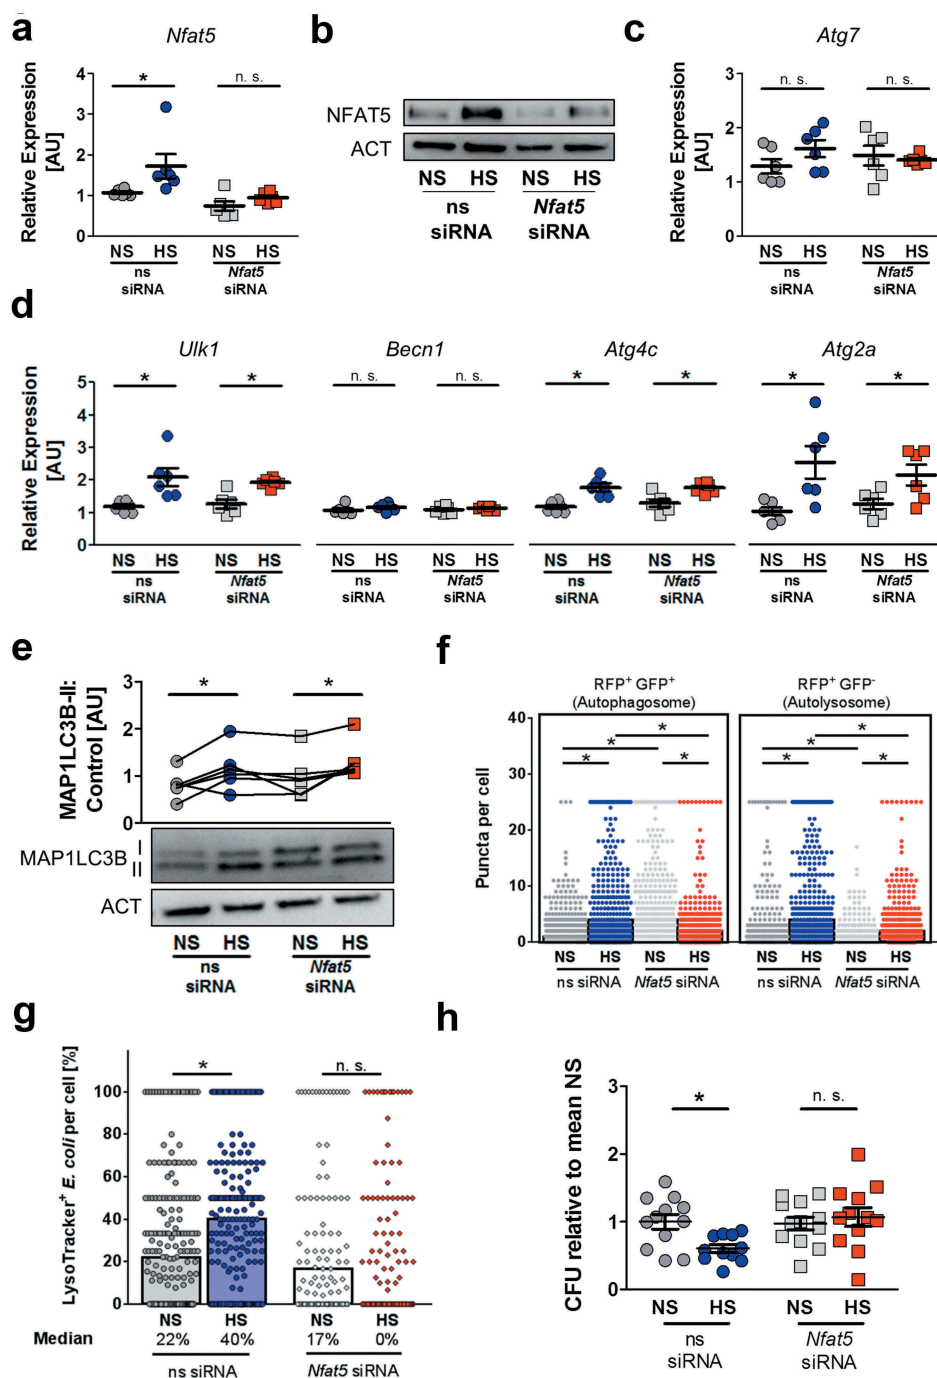 a
Nfat5
Relative Expression
[AU]
4
3
2
1
0
*
n. s.
NS HS NS HS
ns
siRNA
Nfat5
siRNA
b
NFAT5
ACT
NS HS NS HS
ns
siRNA
Nfat5
siRNA
c
Atg7
Relative Expression
[AU]
3
2
1
0
n. s.
n. s.
NS HS NS HS
ns
siRNA
Nfat5
siRNA
d
Relative Expression
[AU]
5
4
3
2
1
0
Ulk1
*
*
NS HS NS HS
ns
siRNA
Nfat5
siRNA
Becn1
n. s.
n. s.
NS HS NS HS
ns
siRNA
Nfat5
siRNA
Atg4c
*
*
NS HS NS HS
ns
siRNA
Nfat5
siRNA
Atg2a
*
*
NS HS NS HS
ns
siRNA
Nfat5
siRNA
e
MAP1LC3B-II:
Control [AU]
3
2
1
0
*
*
MAP1LC3B
I
II
ACT
NS HS NS HS
ns
siRNA
Nfat5
siRNA
f
Puncta per cell
40
30
20
10
0
RFP+ GFP+
(Autophagosome)
*
*
*
*
NS HS NS HS
ns siRNA Nfat5 siRNA
RFP+ GFP-
(Autolysosome)
*
*
*
*
NS HS NS HS
ns siRNA Nfat5 siRNA
g
LysoTracker+ E. coli per cell [%]
100
80
60
40
20
0
*
n. s.
NS HS NS HS
Median 22% 40% 17% 0%
ns siRNA Nfat5 siRNA
h
CFU relative to mean NS
3
2
1
0
*
n. s.
NS HS NS HS
ns
siRNA
Nfat5
siRNA